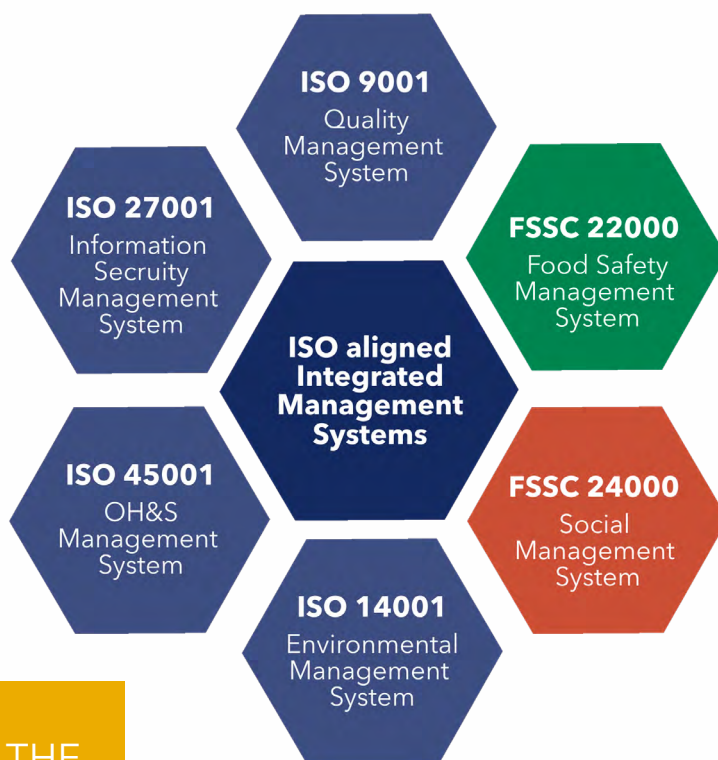 ISO 9001
Quality
Management
System
ISO 27001
Information
Secruity
Management
System
FSSC 22000
Food Safety
Management
System
ISO aligned
Integrated
Management
Systems
ISO 45001
OH&S
Management
System
FSSC 24000
Social
Management
System
ISO 14001
Environmental
Management
System
THE